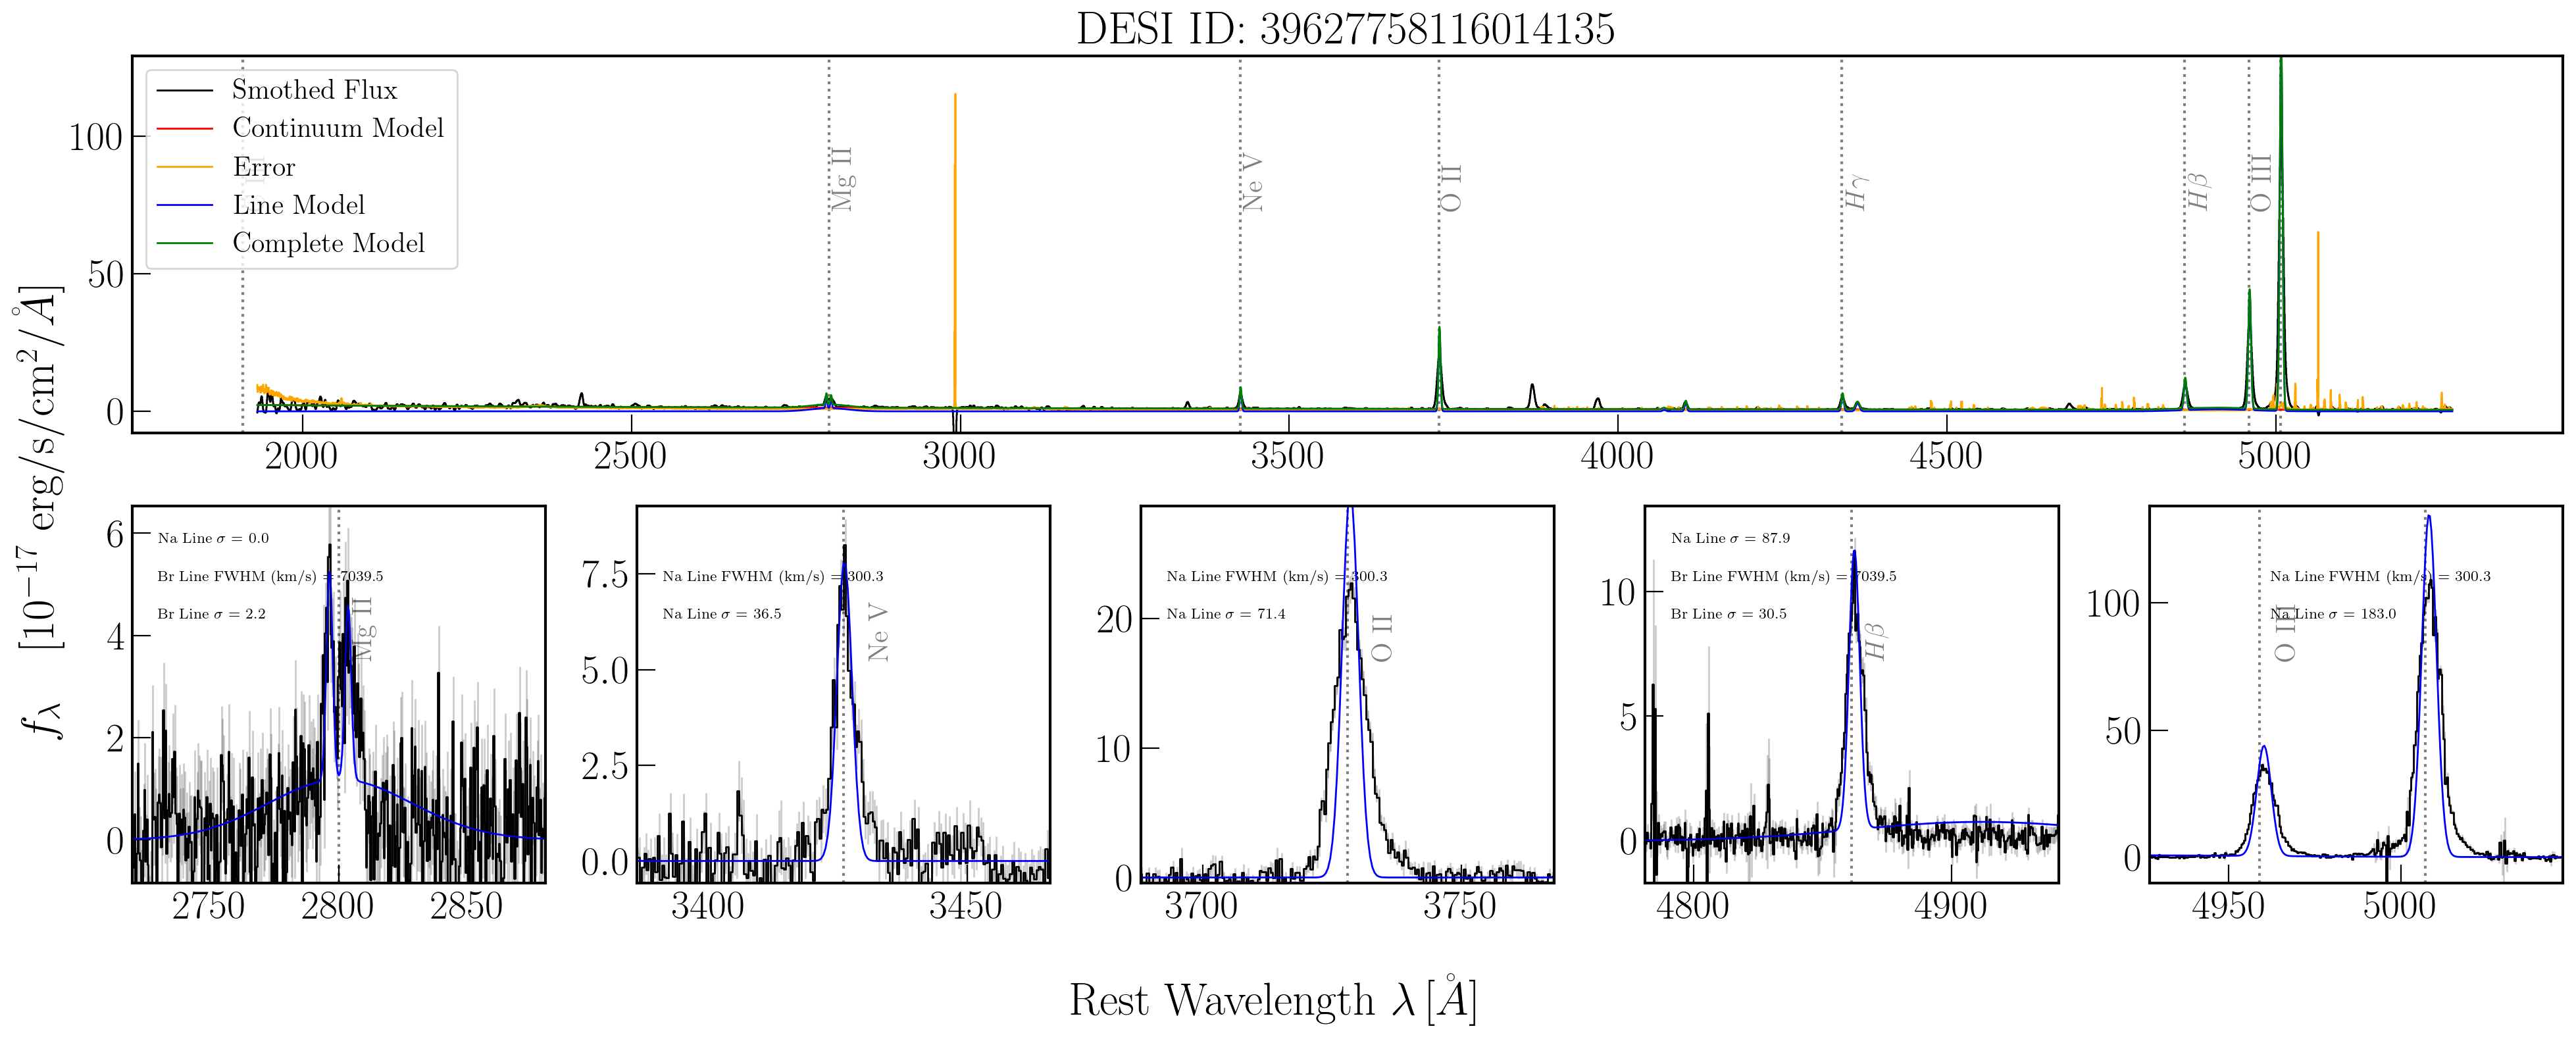 DESI ID: 39627758116014135
Smothed Flux
Continuum Model
Error
Line Model
Complete Model
Mg II
Ne V
O II
Hγ
Hβ
O III
100
50
0
2000
2500
3000
3500
4000
4500
5000
f_λ [10^{-17} erg/s/cm²/Å]
Na Line σ = 0.0
Br Line FWHM (km/s) = 7039.5
Br Line σ = 2.2
Mg II
6
4
2
0
2750
2800
2850
Na Line FWHM (km/s) = 300.3
Na Line σ = 36.5
Ne V
7.5
5.0
2.5
0.0
3400
3450
Na Line FWHM (km/s) = 300.3
Na Line σ = 71.4
O II
20
10
0
3700
3750
Na Line σ = 87.9
Br Line FWHM (km/s) = 7039.5
Br Line σ = 30.5
Hβ
10
5
0
4800
4900
Na Line FWHM (km/s) = 300.3
Na Line σ = 183.0
O III
100
50
0
4950
5000
Rest Wavelength λ [Å]